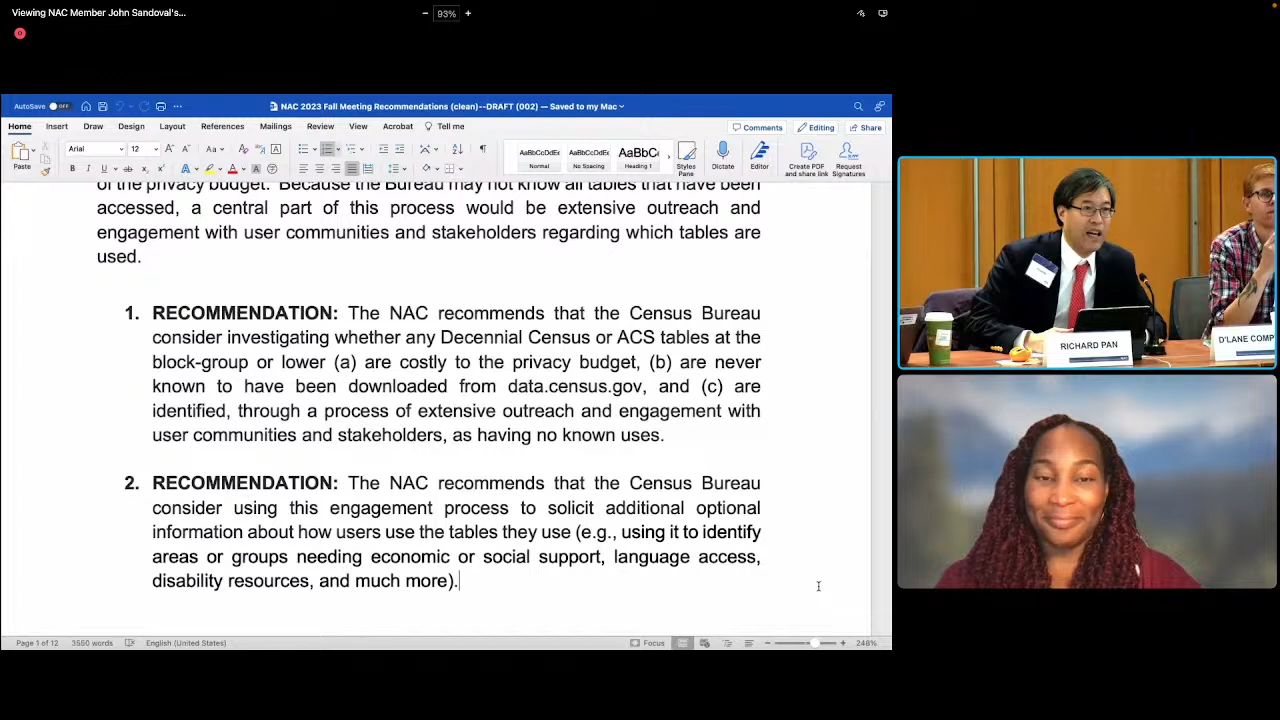 Viewing NAC Member John Sandoval's...
93%
AutoSave OFF
NAC 2023 Fall Meeting Recommendations (clean)--DRAFT (002) — Saved to my Mac
Home Insert Draw Design Layout References Mailings Review View Acrobat Tell me
Comments Editing Share
Paste
Arial 12
AaBbCcDdEe AaBbCcDdEe AaBbC
Normal No Spacing Heading 1
Styles Pane
Dictate
Editor
Create PDF and share link
Request Signatures
of the privacy budget. Because the Bureau may not know all tables that have been
accessed, a central part of this process would be extensive outreach and
engagement with user communities and stakeholders regarding which tables are
used.
1. RECOMMENDATION: The NAC recommends that the Census Bureau
consider investigating whether any Decennial Census or ACS tables at the
block-group or lower (a) are costly to the privacy budget, (b) are never
known to have been downloaded from data.census.gov, and (c) are
identified, through a process of extensive outreach and engagement with
user communities and stakeholders, as having no known uses.
2. RECOMMENDATION: The NAC recommends that the Census Bureau
consider using this engagement process to solicit additional optional
information about how users use the tables they use (e.g., using it to identify
areas or groups needing economic or social support, language access,
disability resources, and much more).
Page 1 of 12 3550 words English (United States) Focus 248%
RICHARD PAN
D'LANE COMP